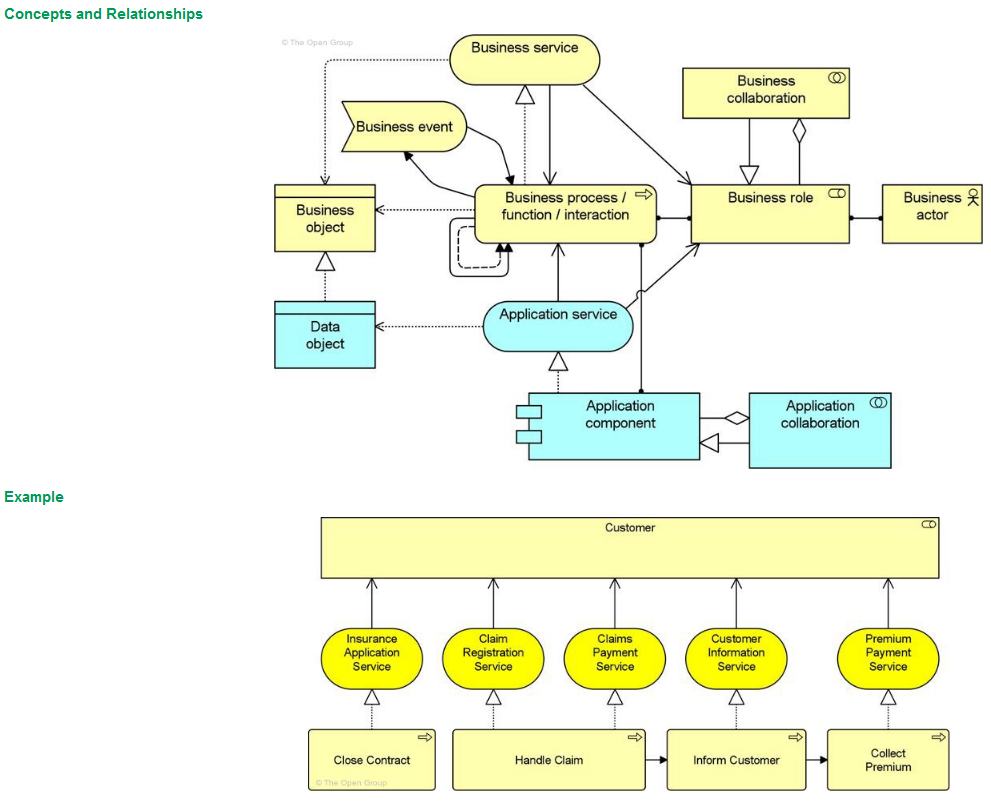 Concepts and Relationships
© The Open Group
Business service
Business
collaboration
Business event
Business
object
Business process /
function / interaction
Business role
Business
actor
Data
object
Application service
Application
component
Application
collaboration
Example
Customer
Insurance
Application
Service
Claim
Registration
Service
Claims
Payment
Service
Customer
Information
Service
Premium
Payment
Service
Close Contract
Handle Claim
Inform Customer
Collect
Premium
© The Open Group